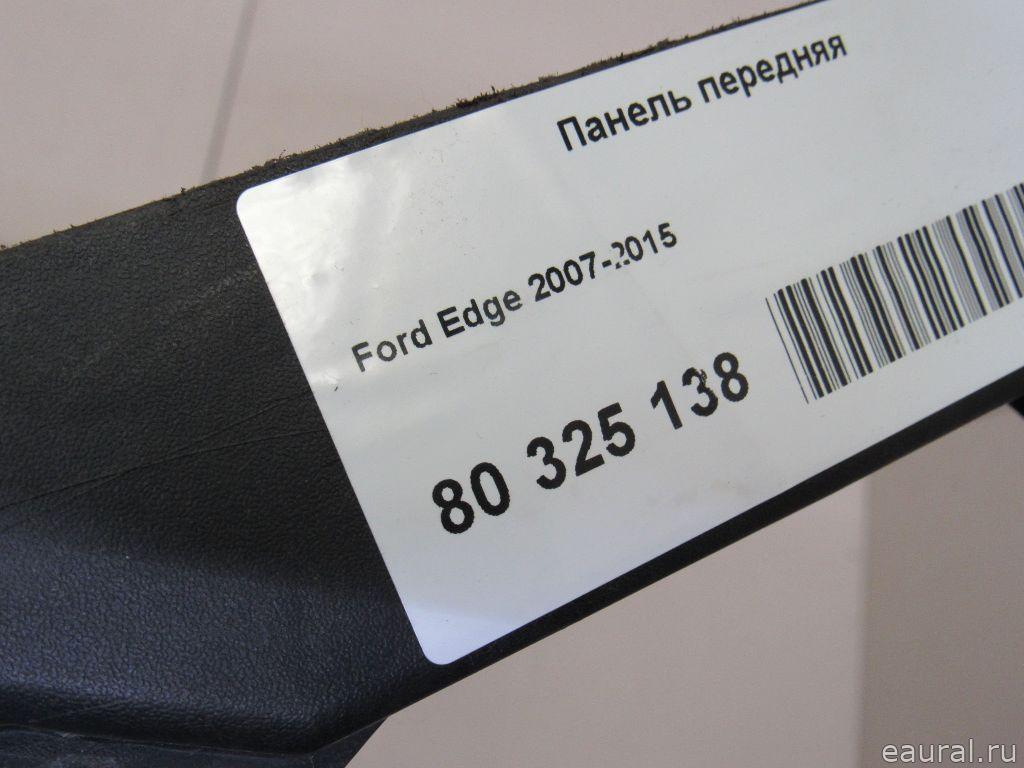 Панель передняя
Ford Edge 2007-2015
80 325 138
eaural.ru